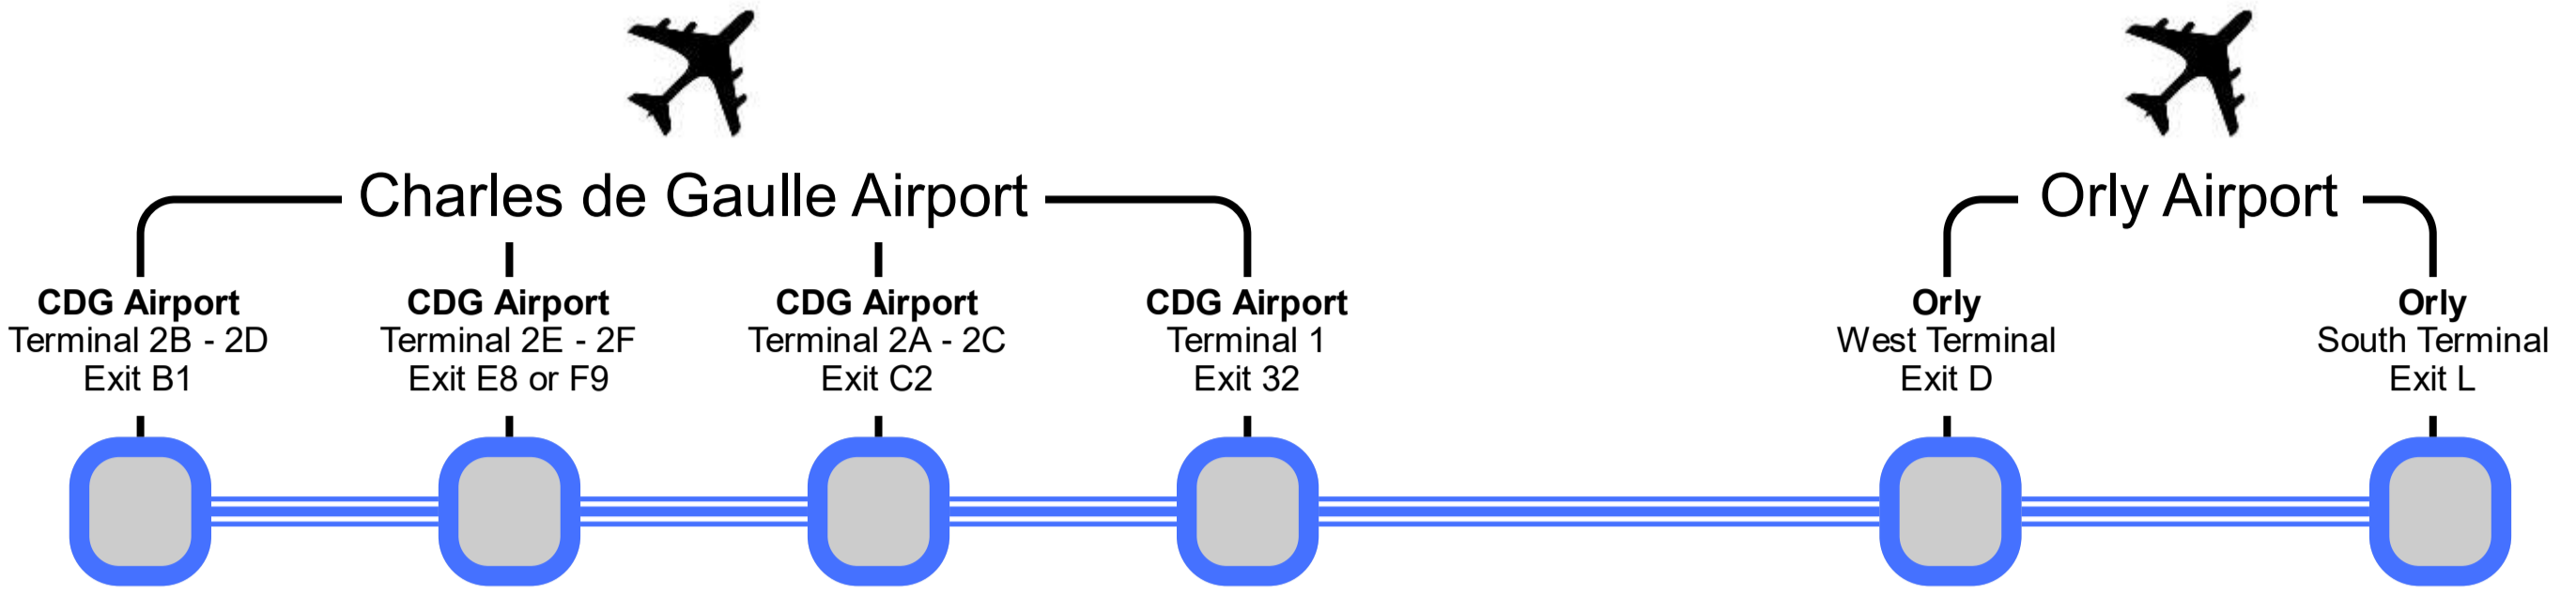 Charles de Gaulle Airport
Orly Airport
CDG Airport
Terminal 2B - 2D
Exit B1
CDG Airport
Terminal 2E - 2F
Exit E8 or F9
CDG Airport
Terminal 2A - 2C
Exit C2
CDG Airport
Terminal 1
Exit 32
Orly
West Terminal
Exit D
Orly
South Terminal
Exit L